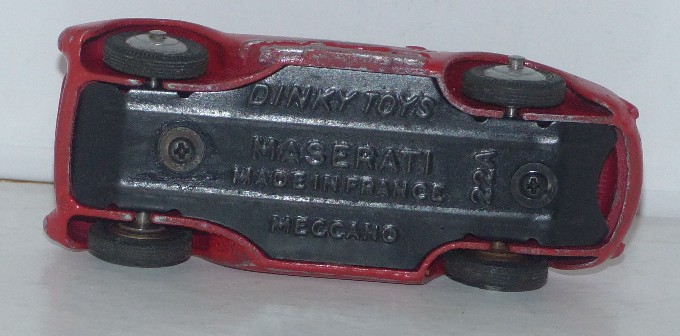 DINKY TOYS
MASERATI
MADE IN FRANCE
22A
MECCANO